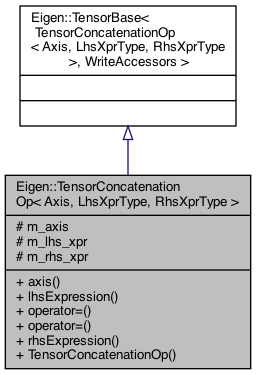 Eigen::TensorBase<
TensorConcatenationOp
< Axis, LhsXprType, RhsXprType
>, WriteAccessors >
Eigen::TensorConcatenation
Op< Axis, LhsXprType, RhsXprType >
# m_axis
# m_lhs_xpr
# m_rhs_xpr
+ axis()
+ lhsExpression()
+ operator=()
+ operator=()
+ rhsExpression()
+ TensorConcatenationOp()